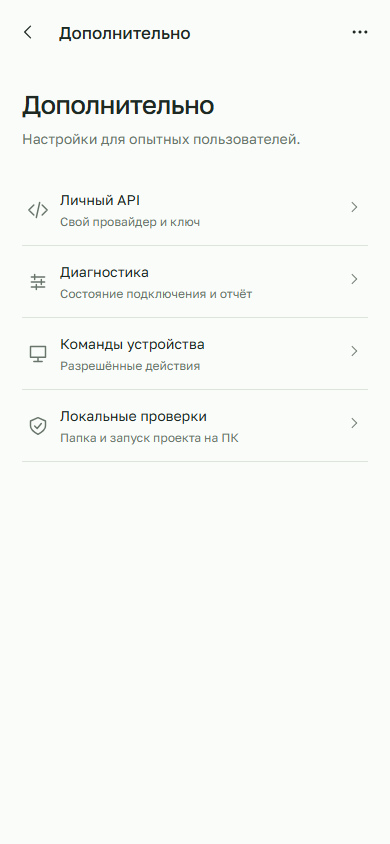 Дополнительно
Дополнительно
Настройки для опытных пользователей.
Личный API
Свой провайдер и ключ
Диагностика
Состояние подключения и отчёт
Команды устройства
Разрешённые действия
Локальные проверки
Папка и запуск проекта на ПК